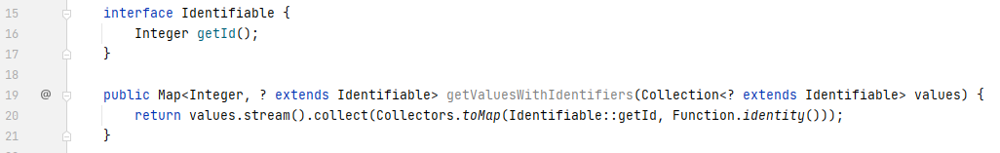 15 interface Identifiable {
16 Integer getId();
17 }
18
19 @ public Map<Integer, ? extends Identifiable> getValuesWithIdentifiers(Collection<? extends Identifiable> values) {
20 return values.stream().collect(Collectors.toMap(Identifiable::getId, Function.identity()));
21 }